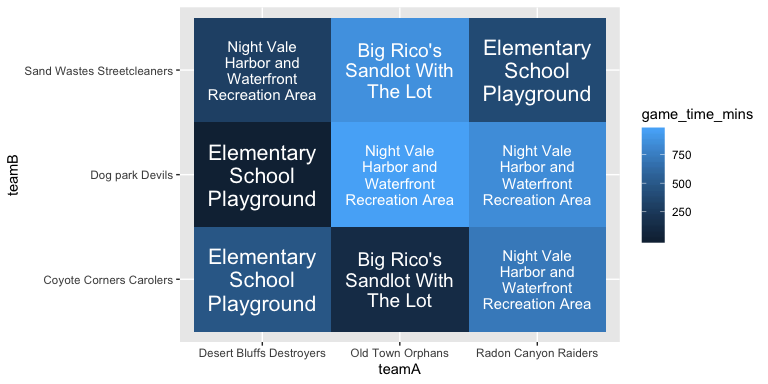 Sand Wastes Streetcleaners
Night Vale
Harbor and
Waterfront
Recreation Area
Big Rico's
Sandlot With
The Lot
Elementary
School
Playground
game_time_mins
750
500
250
teamB
Dog park Devils
Elementary
School
Playground
Night Vale
Harbor and
Waterfront
Recreation Area
Night Vale
Harbor and
Waterfront
Recreation Area
Coyote Corners Carolers
Elementary
School
Playground
Big Rico's
Sandlot With
The Lot
Night Vale
Harbor and
Waterfront
Recreation Area
Desert Bluffs Destroyers
Old Town Orphans
Radon Canyon Raiders
teamA